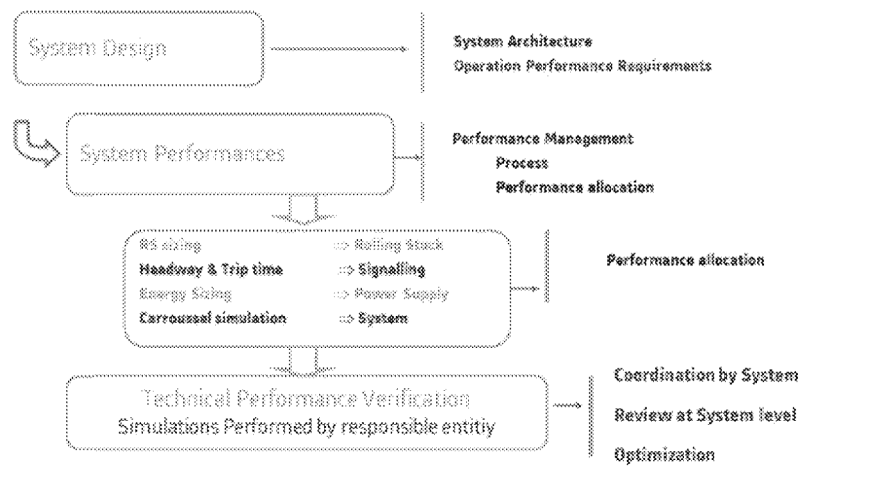 System Design
System Architecture
Operation Performance Requirements
System Performances
Performance Management
Process
Performance allocation
RS sizing => Rolling Stock
Headway & Trip time => Signalling
Energy Sizing => Power Supply
Carroussel simulation => System
Performance allocation
Technical Performance Verification
Simulations Performed by responsible entitiy
Coordination by System
Review at System level
Optimization